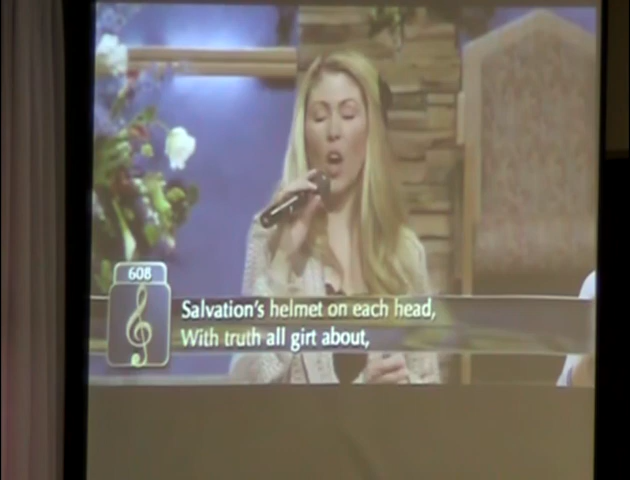 608
Salvation's helmet on each head,
With truth all girt about,